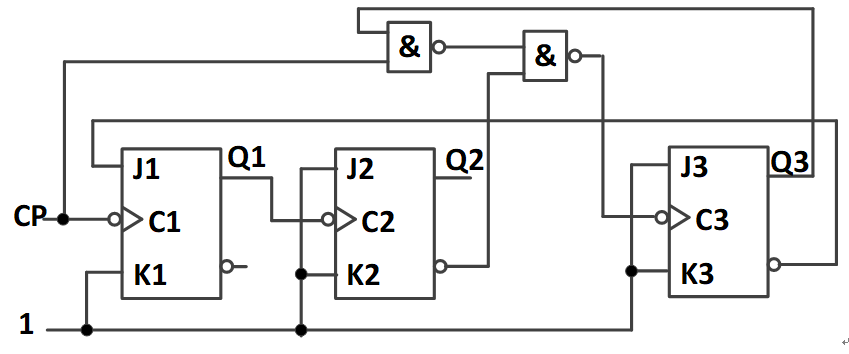 & &
J1 Q1 J2 Q2 J3 Q3
CP C1 C2 C3
K1 K2 K3
1